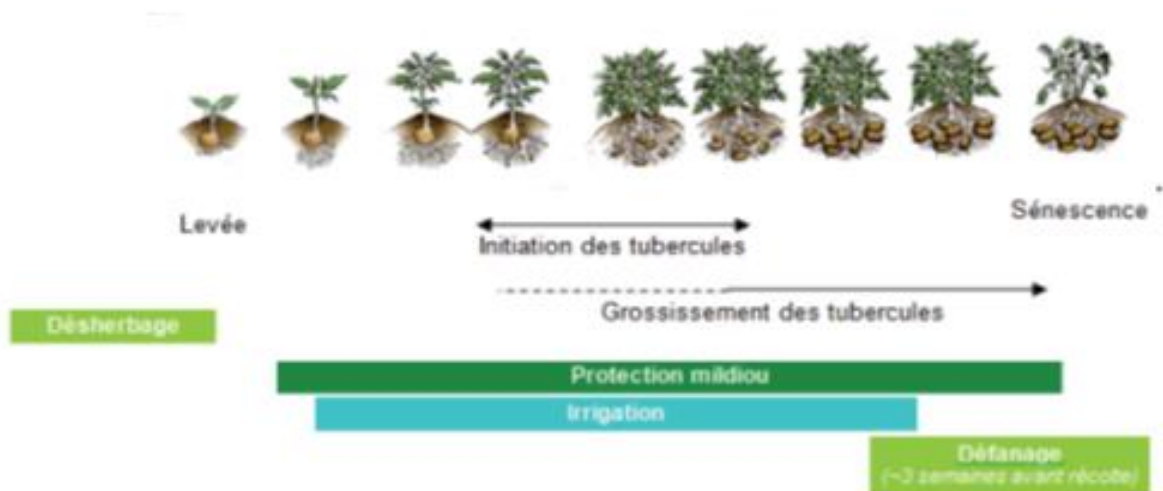 Levée
Sénescence
Initiation des tubercules
Grossissement des tubercules
Désherbage
Protection mildiou
Irrigation
Défanage
(~3 semaines avant récolte)